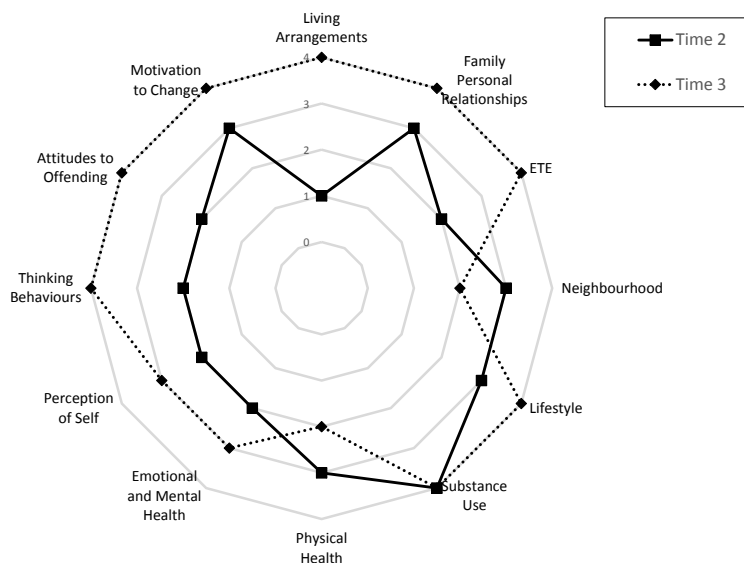 Living
Arrangements
Family
Personal
Relationships
ETE
Neighbourhood
Lifestyle
Substance
Use
Physical
Health
Emotional
and Mental
Health
Perception
of Self
Thinking
Behaviours
Attitudes to
Offending
Motivation
to Change
4
3
2
1
0
Time 2
Time 3